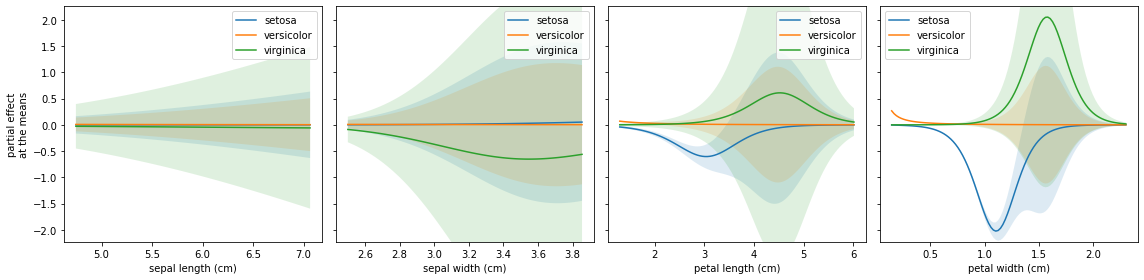 partial effect
at the means
2.0
1.5
1.0
0.5
0.0
−0.5
−1.0
−1.5
−2.0
setosa
versicolor
virginica
5.0 5.5 6.0 6.5 7.0
sepal length (cm)
setosa
versicolor
virginica
2.6 2.8 3.0 3.2 3.4 3.6 3.8
sepal width (cm)
setosa
versicolor
virginica
2 3 4 5 6
petal length (cm)
setosa
versicolor
virginica
0.5 1.0 1.5 2.0
petal width (cm)